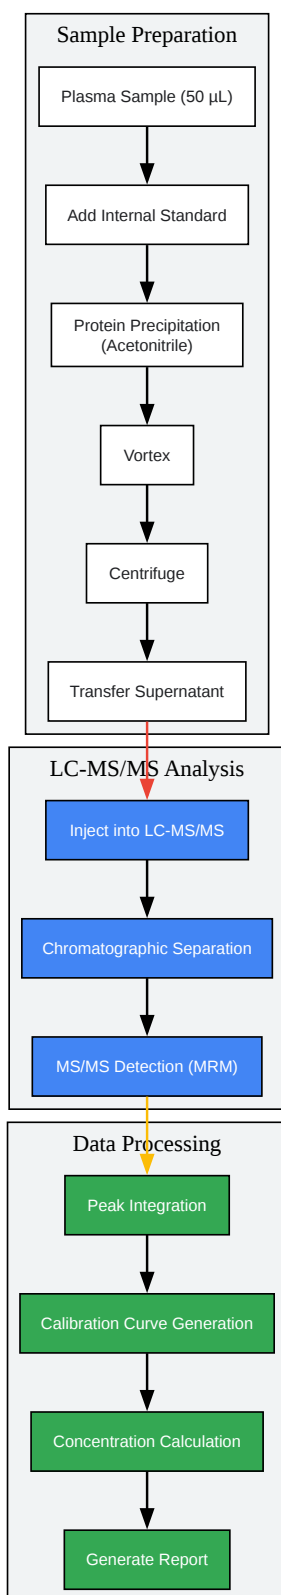 Sample Preparation
Plasma Sample (50 µL)
Add Internal Standard
Protein Precipitation
(Acetonitrile)
Vortex
Centrifuge
Transfer Supernatant
LC-MS/MS Analysis
Inject into LC-MS/MS
Chromatographic Separation
MS/MS Detection (MRM)
Data Processing
Peak Integration
Calibration Curve Generation
Concentration Calculation
Generate Report